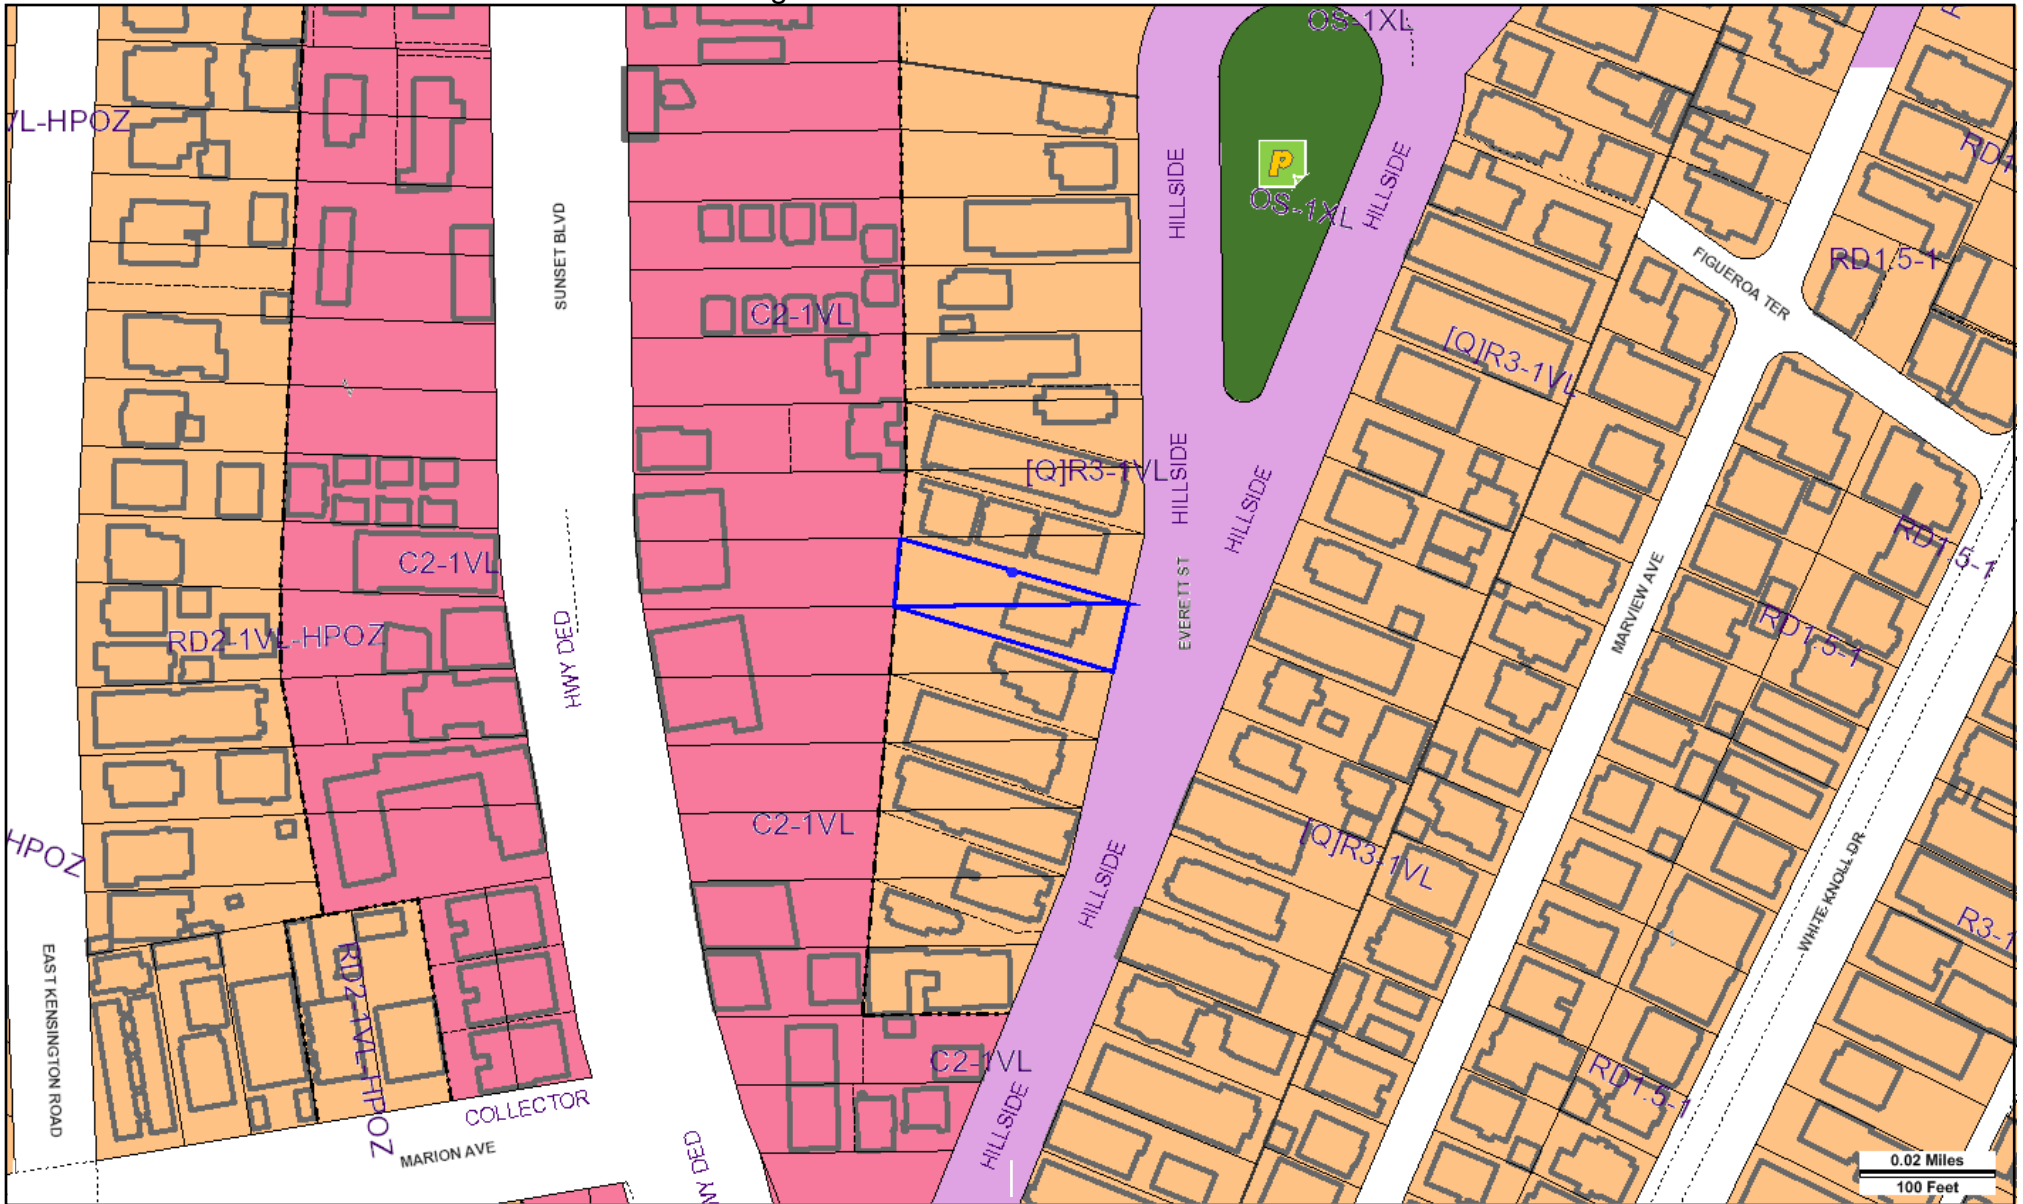 OS-1XL
VL-HPOZ
P
OS-1XL
HILLSIDE
HILLSIDE
SUNSET BLVD
RD1
RD1.5-1
FIGUEROA TER
C2-1VL
[Q]R3-1VL
[Q]R3-1VL
HILLSIDE
HILLSIDE
C2-1VL
RD1.5-1
EVERETT ST
MARVIEW AVE
RD2-1VL-HPOZ
HWY DED
RD1.5-1
C2-1VL
HPOZ
[Q]R3-1VL
HILLSIDE
WHITE KNOLL DR
R3-1
EAST KENSINGTON ROAD
RD2-1VL-HPOZ
C2-1VL
RD1.5-1
COLLECTOR
HILLSIDE
MARION AVE
WY DED
0.02 Miles
100 Feet